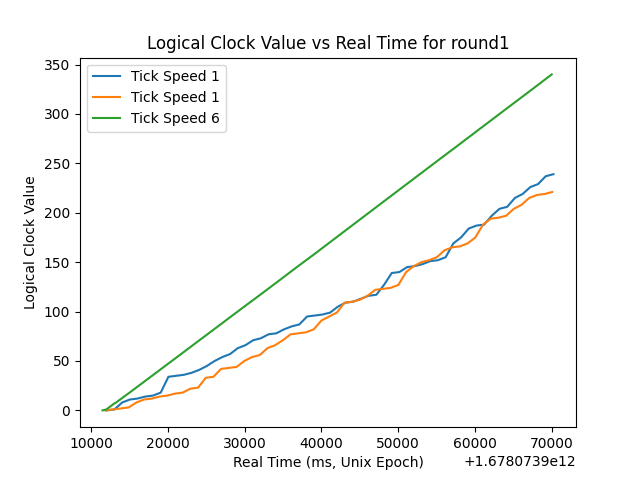 Logical Clock Value vs Real Time for round1
Tick Speed 1
Tick Speed 1
Tick Speed 6
Logical Clock Value
350
300
250
200
150
100
50
0
10000 20000 30000 40000 50000 60000 70000
Real Time (ms, Unix Epoch)
+1.6780739e12